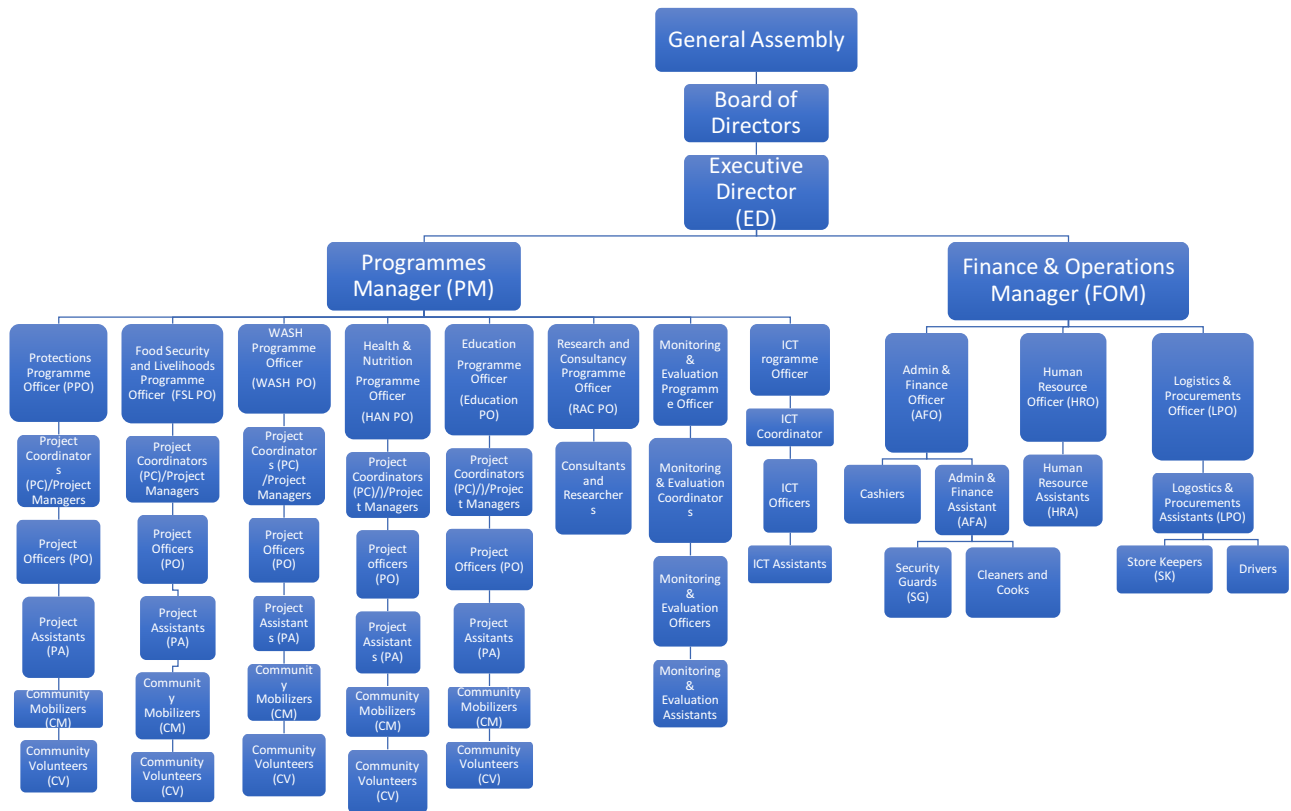 General Assembly
Board of
Directors
Executive
Director
(ED)
Programmes
Manager (PM)
Finance & Operations
Manager (FOM)
Protections
Programme
Officer (PPO)
Project
Coordinator
s
(PC)/Project
Managers
Project
Officers (PO)
Project
Assistants
(PA)
Community
Mobilizers
(CM)
Community
Volunteers
(CV)
Food Security
and Livelihoods
Programme
Officer (FSL PO)
Project
Coordinators
(PC)/Project
Managers
Project
Officers
(PO)
Project
Assistants
(PA)
Communit
y
Mobilizers
(CM)
Community
Volunteers
(CV)
WASH
Programme
Officer
(WASH PO)
Project
Coordinator
s (PC)
/Project
Managers
Project
Officers
(PO)
Project
Assistant
s (PA)
Communit
y
Mobilizers
(CM)
Community
Volunteers
(CV)
Health &
Nutrition
Programme
Officer
(HAN PO)
Project
Coordinators
(PC)/)/Projec
t Managers
Project
officers
(PO)
Project
Assistant
s (PA)
Community
Mobilizers
(CM)
Community
Volunteers
(CV)
Education
Programme
Officer
(Education
PO)
Project
Coordinators
(PC)/)/Projec
t Managers
Project
Officers (PO)
Project
Assitants
(PA)
Community
Mobilizers
(CM)
Community
Volunteers
(CV)
Research and
Consultancy
Programme
Officer
(RAC PO)
Consultants
and
Researcher
s
Monitoring
&
Evaluation
Programm
e Officer
Monitoring
& Evaluation
Coordinator
s
Monitoring
&
Evaluation
Officers
Monitoring
&
Evaluation
Assistants
ICT
rogramme
Officer
ICT
Coordinator
ICT
Officers
ICT Assistants
Admin &
Finance
Officer
(AFO)
Cashiers
Admin &
Finance
Assistant
(AFA)
Security
Guards
(SG)
Cleaners and
Cooks
Human
Resource
Officer (HRO)
Human
Resource
Assistants
(HRA)
Logistics &
Procurements
Officer (LPO)
Logostics &
Procurements
Assistants (LPO)
Store Keepers
(SK)
Drivers